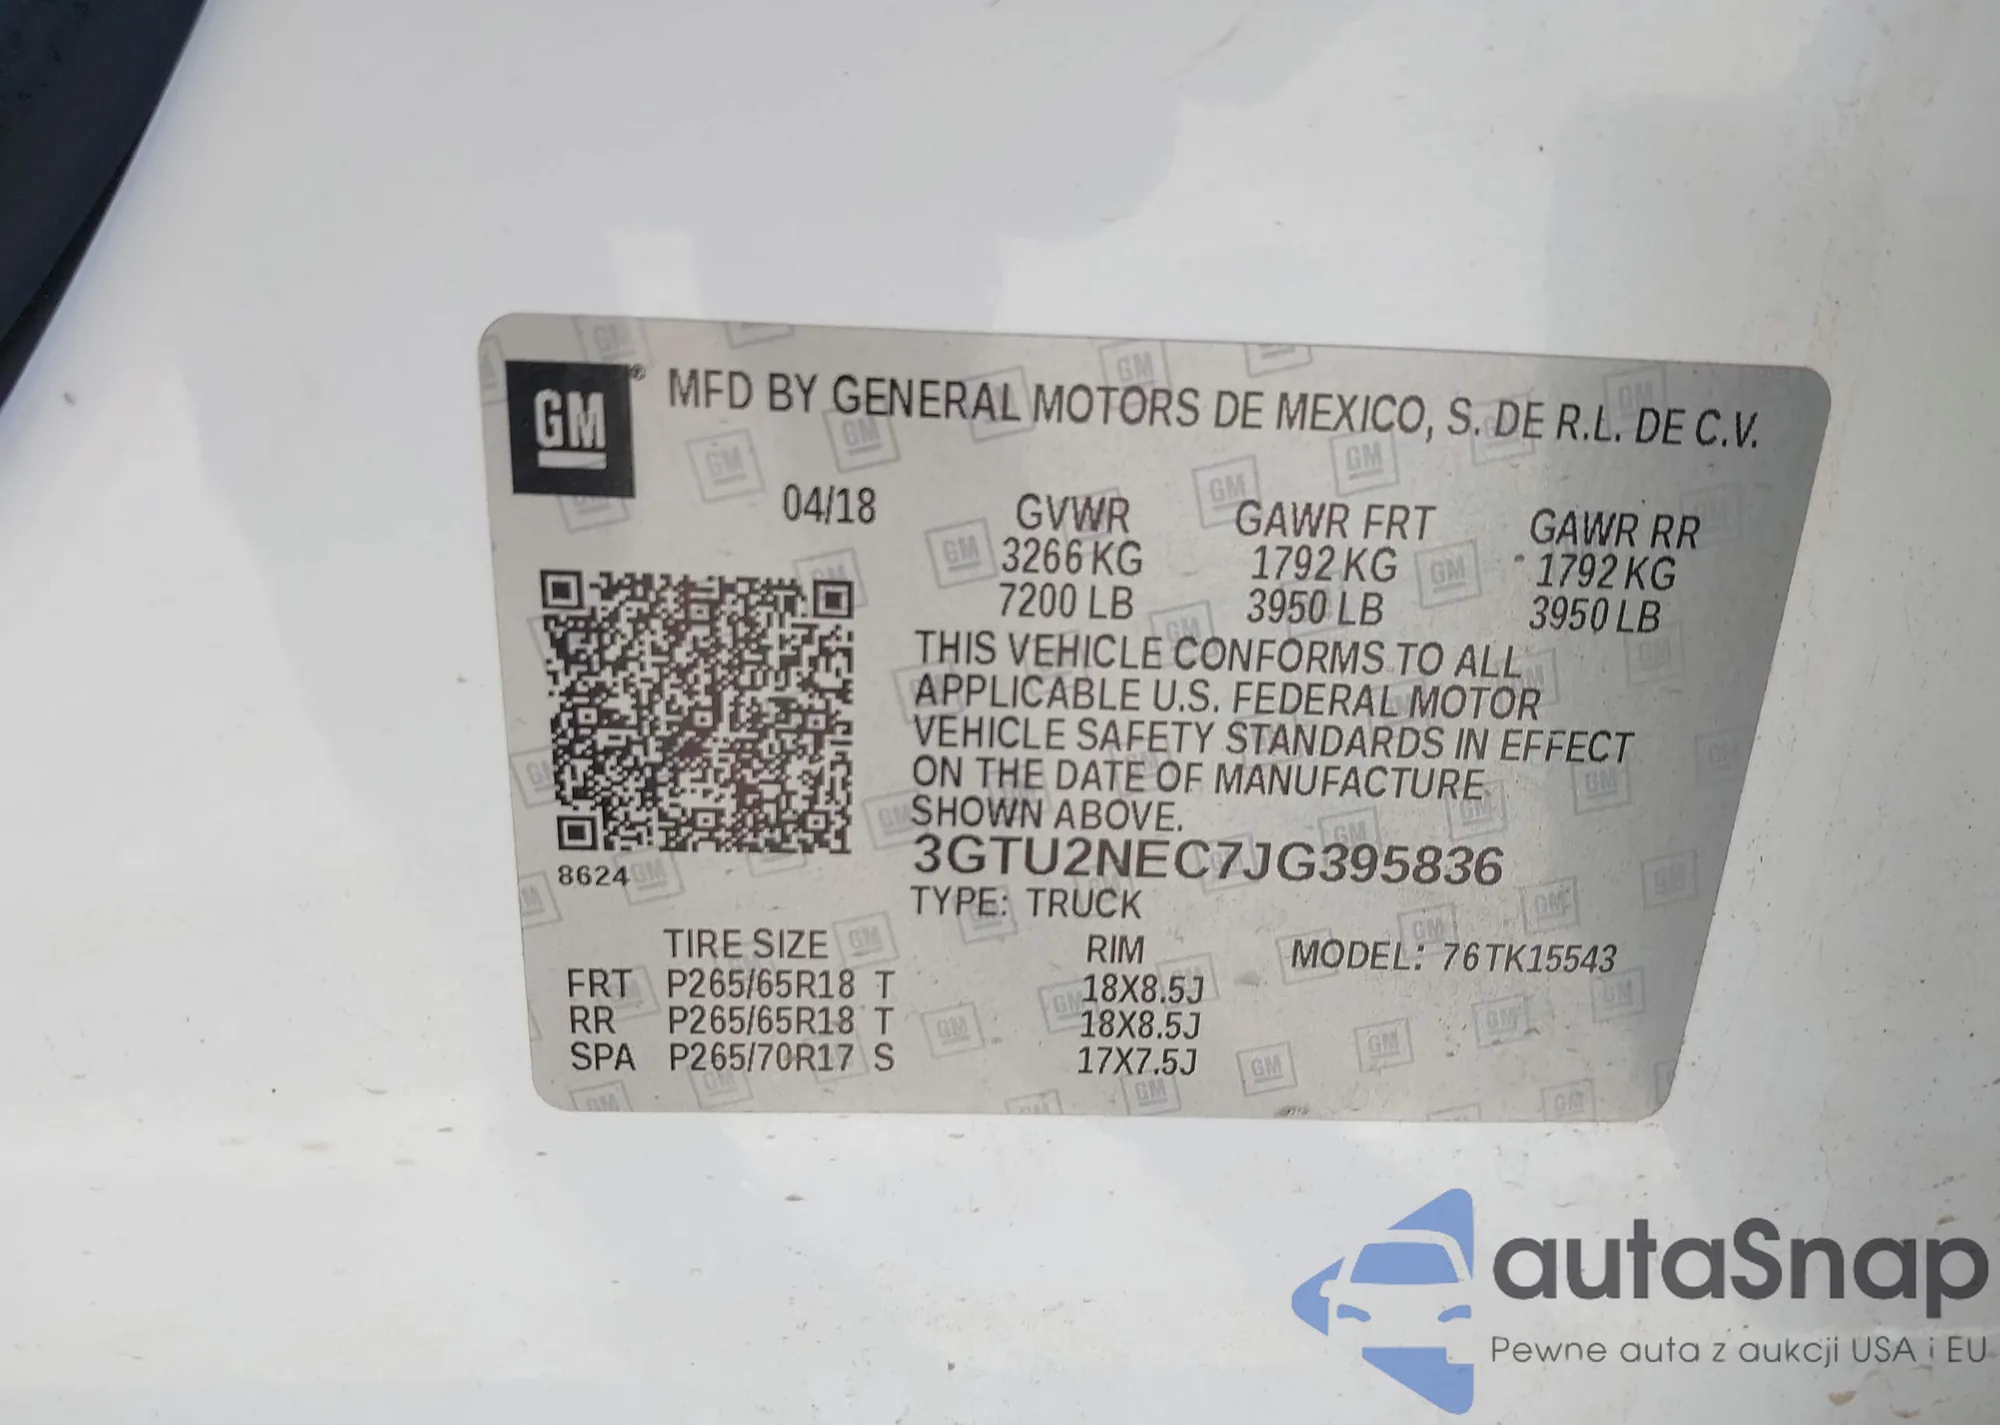 GM ® MFD BY GENERAL MOTORS DE MEXICO, S. DE R.L. DE C.V.
04/18 GVWR GAWR FRT GAWR RR
3266 KG 1792 KG 1792 KG
7200 LB 3950 LB 3950 LB
THIS VEHICLE CONFORMS TO ALL
APPLICABLE U.S. FEDERAL MOTOR
VEHICLE SAFETY STANDARDS IN EFFECT
ON THE DATE OF MANUFACTURE
SHOWN ABOVE.
3GTU2NEC7JG395836
8624
TYPE: TRUCK
TIRE SIZE RIM MODEL: 76TK15543
FRT P265/65R18 T 18X8.5J
RR P265/65R18 T 18X8.5J
SPA P265/70R17 S 17X7.5J
autaSnap
Pewne auta z aukcji USA i EU